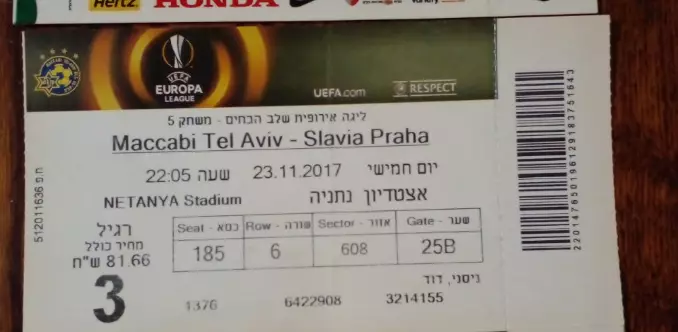 Hertz HONDA
UEFA
EUROPA
LEAGUE
UEFA.com
RESPECT
ליגה אירופית שלב הבתים - משחק 5
Maccabi Tel Aviv - Slavia Praha
יום חמישי 23.11.2017 שעה 22:05
אצטדיון נתניה NETANYA Stadium
שער - Gate אזור - Sector שורה - Row כסא - Seat
25B 608 6 185
רגיל
מחיר כולל
81.66 ש"ח
3
ניסני, דוד
1376 6422908 3214155
ח.פ 512011636
220147650196129183751643